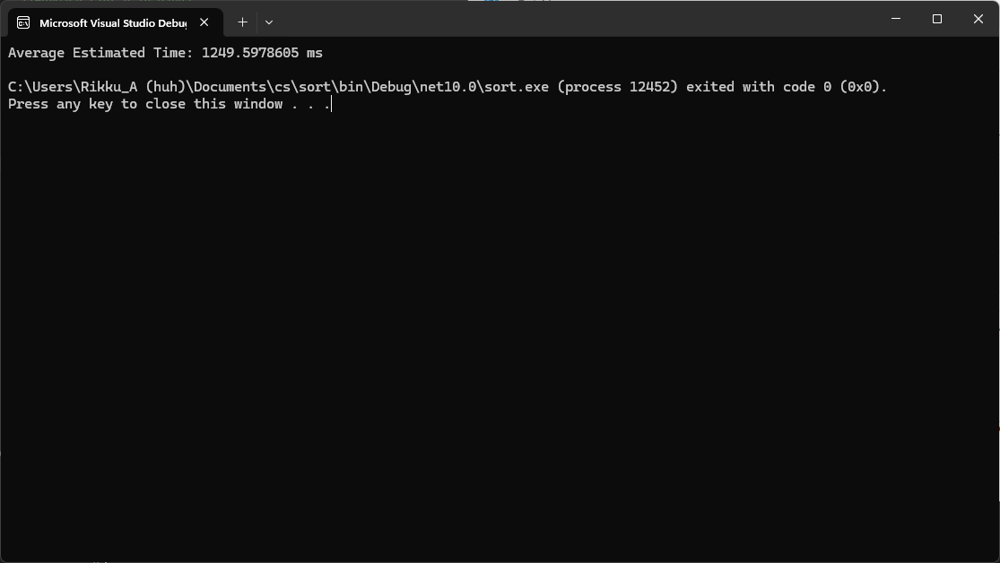 Microsoft Visual Studio Debug
Average Estimated Time: 1249.5978605 ms
C:\Users\Rikku_A (huh)\Documents\cs\sort\bin\Debug\net10.0\sort.exe (process 12452) exited with code 0 (0x0).
Press any key to close this window . . .